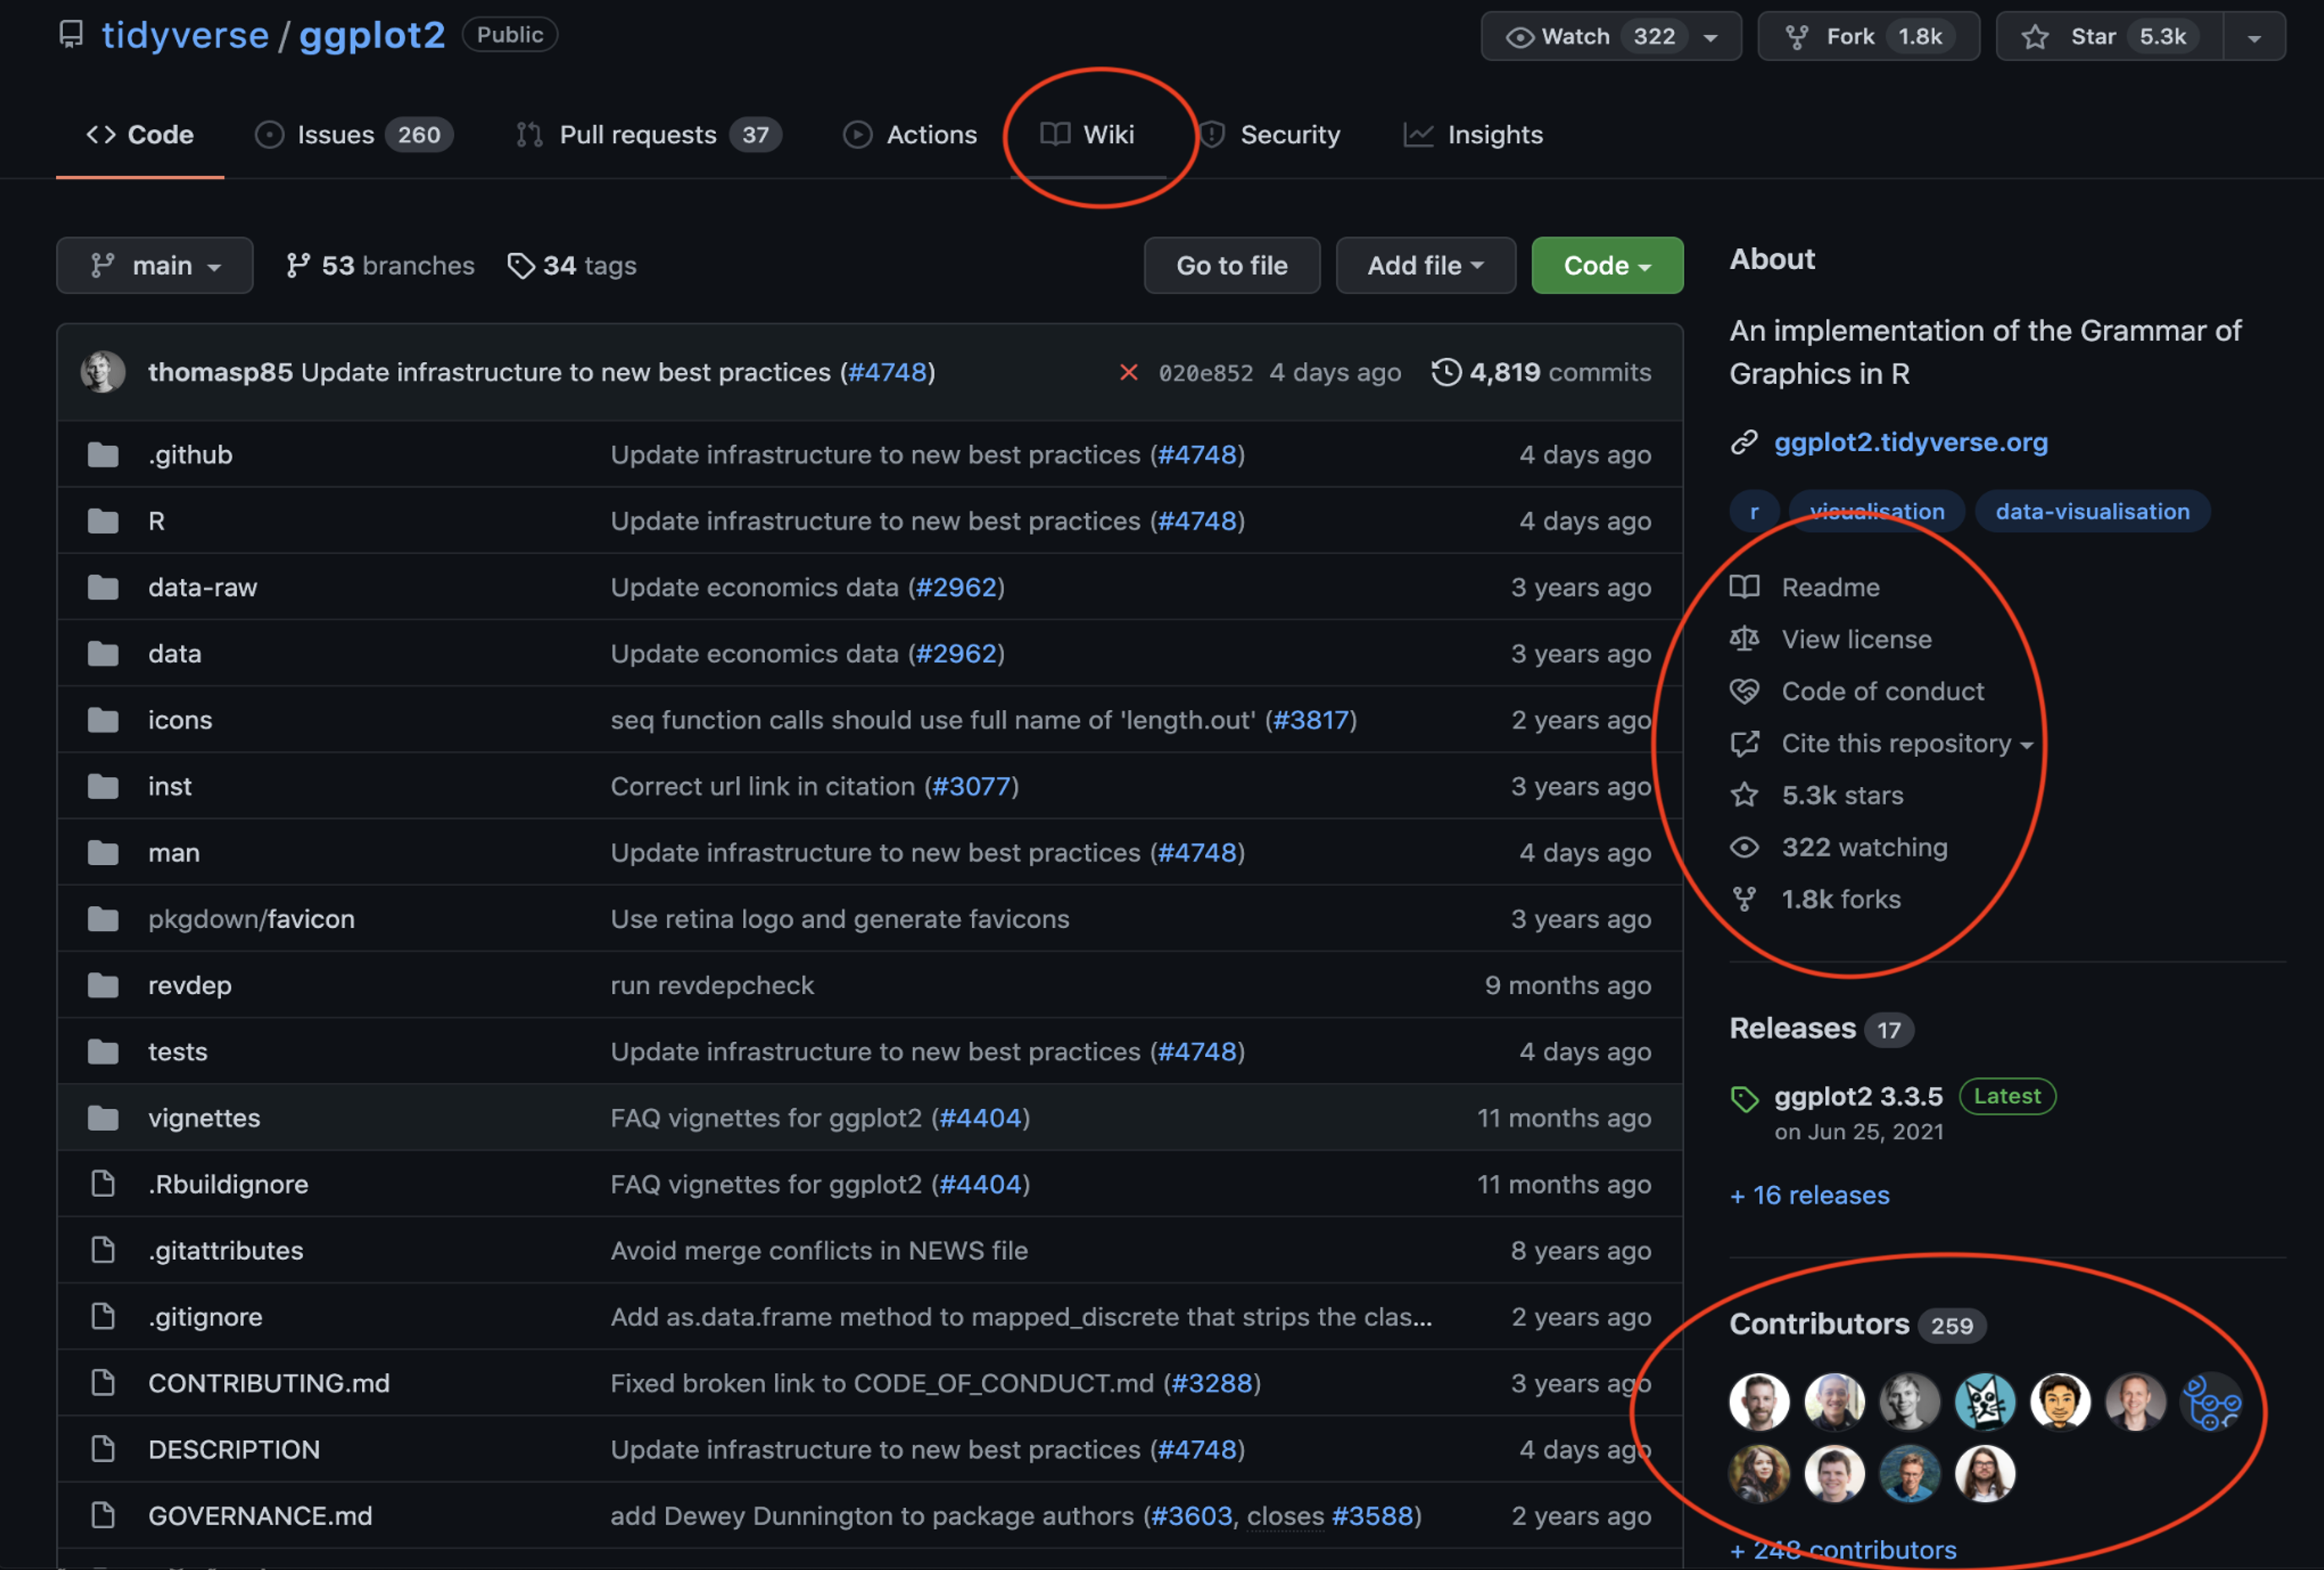 tidyverse / ggplot2 Public
Watch 322 Fork 1.8k Star 5.3k
Code Issues 260 Pull requests 37 Actions Wiki Security Insights
main 53 branches 34 tags Go to file Add file Code
thomasp85 Update infrastructure to new best practices (#4748) 020e852 4 days ago 4,819 commits
.github Update infrastructure to new best practices (#4748) 4 days ago
R Update infrastructure to new best practices (#4748) 4 days ago
data-raw Update economics data (#2962) 3 years ago
data Update economics data (#2962) 3 years ago
icons seq function calls should use full name of 'length.out' (#3817) 2 years ago
inst Correct url link in citation (#3077) 3 years ago
man Update infrastructure to new best practices (#4748) 4 days ago
pkgdown/favicon Use retina logo and generate favicons 3 years ago
revdep run revdepcheck 9 months ago
tests Update infrastructure to new best practices (#4748) 4 days ago
vignettes FAQ vignettes for ggplot2 (#4404) 11 months ago
.Rbuildignore FAQ vignettes for ggplot2 (#4404) 11 months ago
.gitattributes Avoid merge conflicts in NEWS file 8 years ago
.gitignore Add as.data.frame method to mapped_discrete that strips the clas... 2 years ago
CONTRIBUTING.md Fixed broken link to CODE_OF_CONDUCT.md (#3288) 3 years ago
DESCRIPTION Update infrastructure to new best practices (#4748) 4 days ago
GOVERNANCE.md add Dewey Dunnington to package authors (#3603, closes #3588) 2 years ago
About
An implementation of the Grammar of
Graphics in R
ggplot2.tidyverse.org
r visualisation data-visualisation
Readme
View license
Code of conduct
Cite this repository
5.3k stars
322 watching
1.8k forks
Releases 17
ggplot2 3.3.5 Latest
on Jun 25, 2021
+ 16 releases
Contributors 259
+ 248 contributors